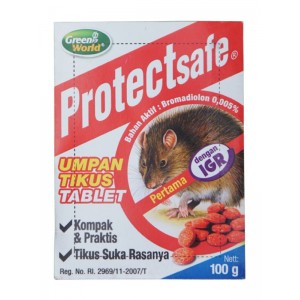 Green
World®
Protectsafe®
Bahan Aktif : Bromadiolon 0,005%
UMPAN
TIKUS
TABLET
dengan
IGR
Pertama
Kompak
& Praktis
Tikus Suka Rasanya
Nett:
100 g
Reg. No. RI. 2969/11-2007/T